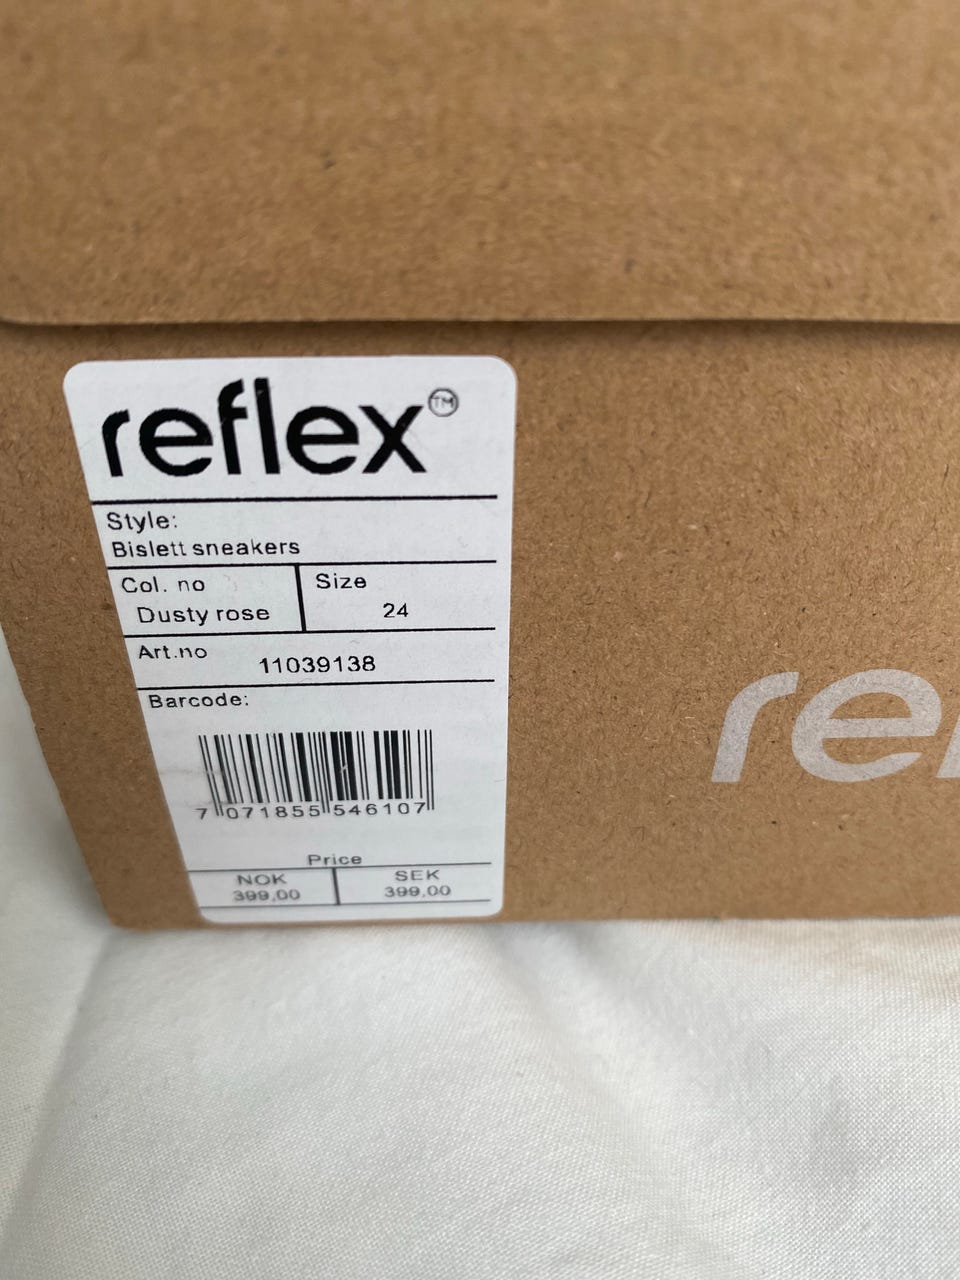 reflex™
Style:
Bislett sneakers
Col. no
Dusty rose
Size
24
Art.no
11039138
Barcode:
7 071855 546107
Price
NOK
399,00
SEK
399,00
re